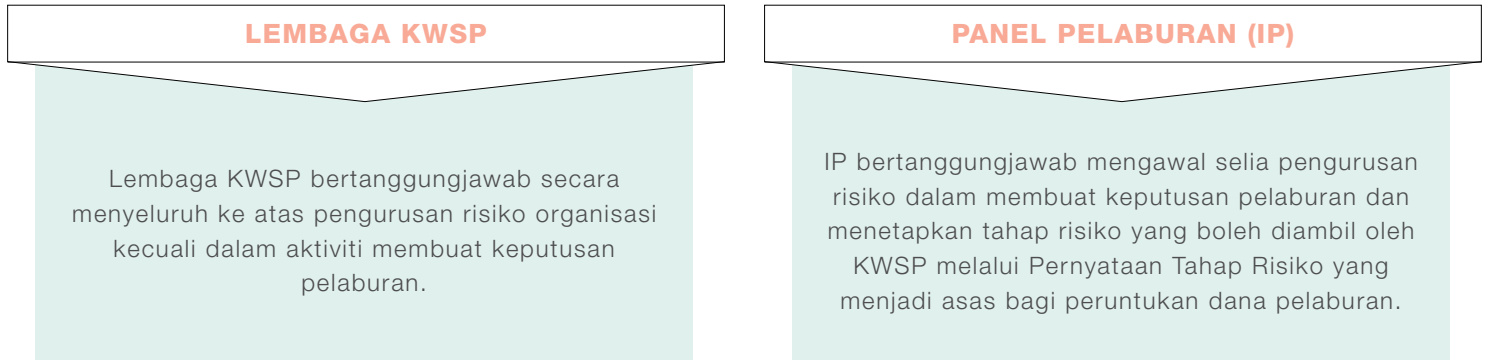 LEMBAGA KWSP
Lembaga KWSP bertanggungjawab secara
menyeluruh ke atas pengurusan risiko organisasi
kecuali dalam aktiviti membuat keputusan
pelaburan.
PANEL PELABURAN (IP)
IP bertanggungjawab mengawal selia pengurusan
risiko dalam membuat keputusan pelaburan dan
menetapkan tahap risiko yang boleh diambil oleh
KWSP melalui Pernyataan Tahap Risiko yang
menjadi asas bagi peruntukan dana pelaburan.